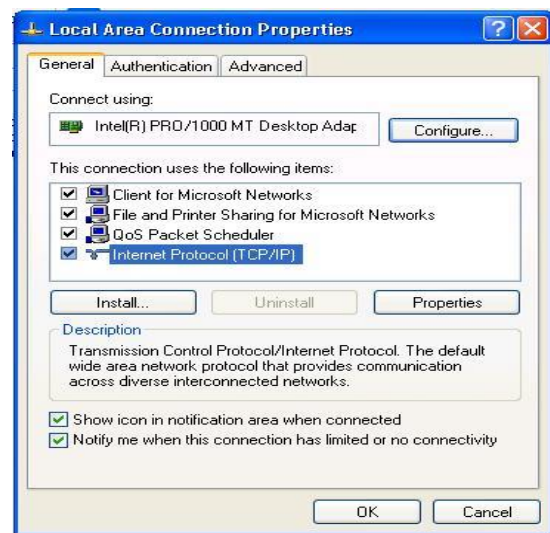 Local Area Connection Properties
General Authentication Advanced
Connect using:
Intel(R) PRO/1000 MT Desktop Adap Configure...
This connection uses the following items:
Client for Microsoft Networks
File and Printer Sharing for Microsoft Networks
QoS Packet Scheduler
Internet Protocol (TCP/IP)
Install... Uninstall Properties
Description
Transmission Control Protocol/Internet Protocol. The default
wide area network protocol that provides communication
across diverse interconnected networks.
Show icon in notification area when connected
Notify me when this connection has limited or no connectivity
OK Cancel